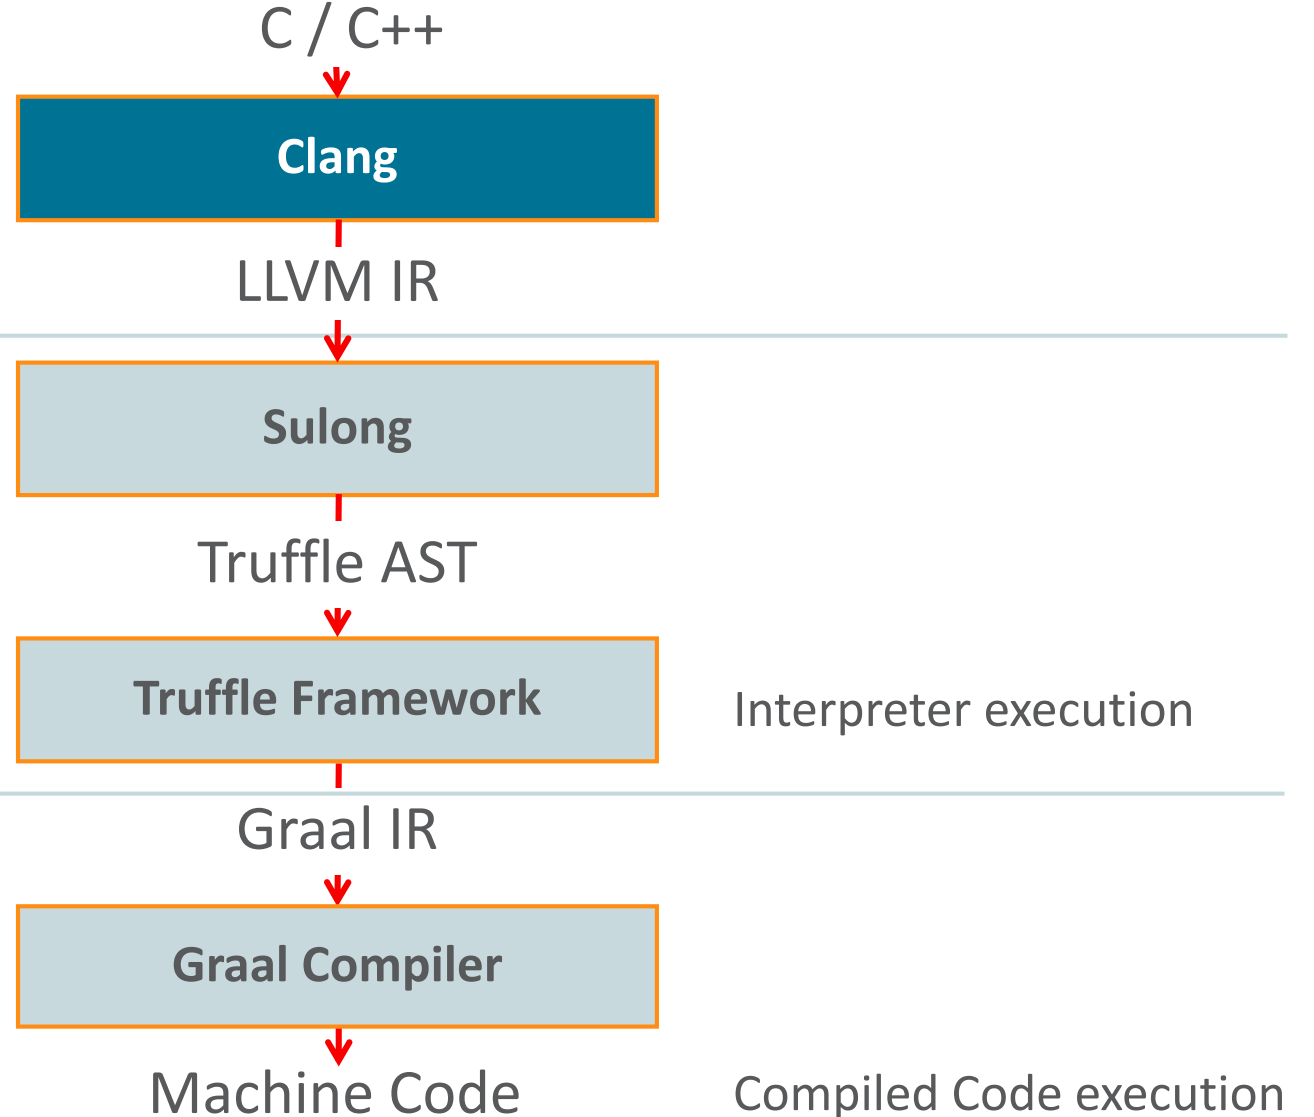 C / C++
Clang
LLVM IR
Sulong
Truffle AST
Truffle Framework
Interpreter execution
Graal IR
Graal Compiler
Machine Code
Compiled Code execution